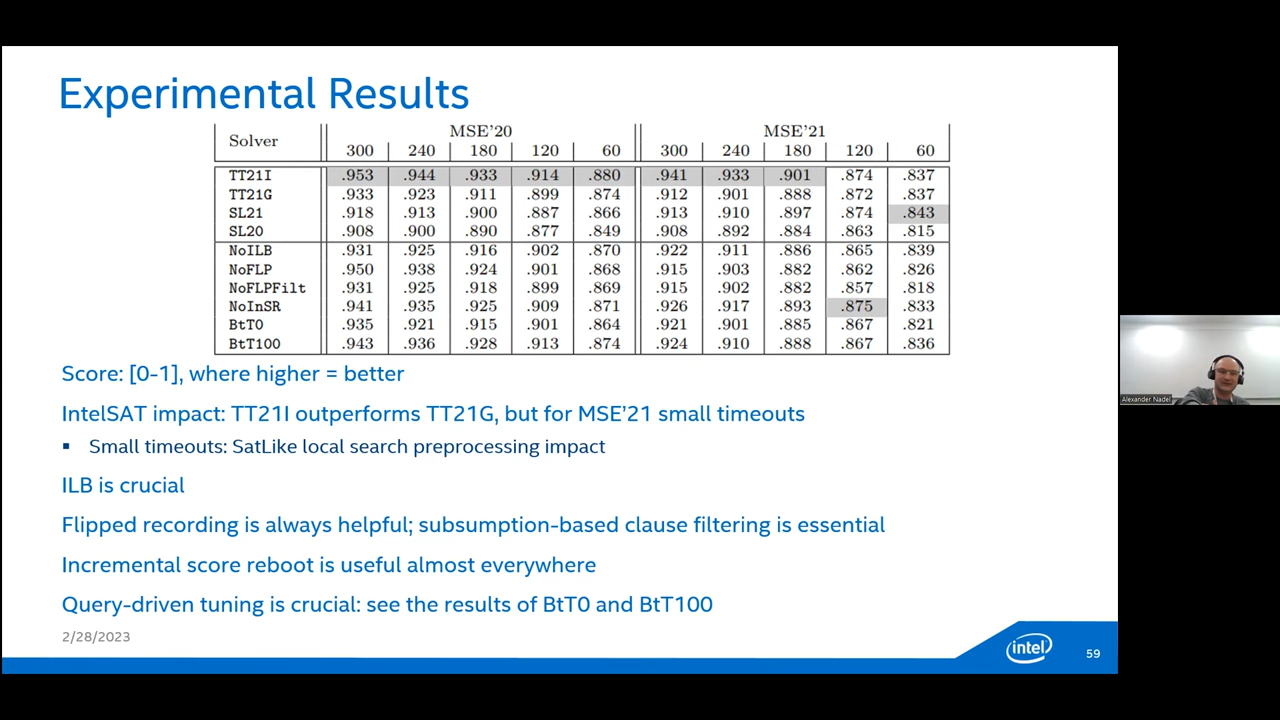 Experimental Results
Solver MSE'20 MSE'21
300 240 180 120 60 300 240 180 120 60
TT21I .953 .944 .933 .914 .880 .941 .933 .901 .874 .837
TT21G .933 .923 .911 .899 .874 .912 .901 .888 .872 .837
SL21 .918 .913 .900 .887 .866 .913 .910 .897 .874 .843
SL20 .908 .900 .890 .877 .849 .908 .892 .884 .863 .815
NoILB .931 .925 .916 .902 .870 .922 .911 .886 .865 .839
NoFLP .950 .938 .924 .901 .868 .915 .903 .882 .862 .826
NoFLPFilt .931 .925 .918 .899 .869 .915 .902 .882 .857 .818
NoInSR .941 .935 .925 .909 .871 .926 .917 .893 .875 .833
BtT0 .935 .921 .915 .901 .864 .921 .901 .885 .867 .821
BtT100 .943 .936 .928 .913 .874 .924 .910 .888 .867 .836
Score: [0-1], where higher = better
IntelSAT impact: TT21I outperforms TT21G, but for MSE'21 small timeouts
▪ Small timeouts: SatLike local search preprocessing impact
ILB is crucial
Flipped recording is always helpful; subsumption-based clause filtering is essential
Incremental score reboot is useful almost everywhere
Query-driven tuning is crucial: see the results of BtT0 and BtT100
2/28/2023
intel
59
Alexander Nadel